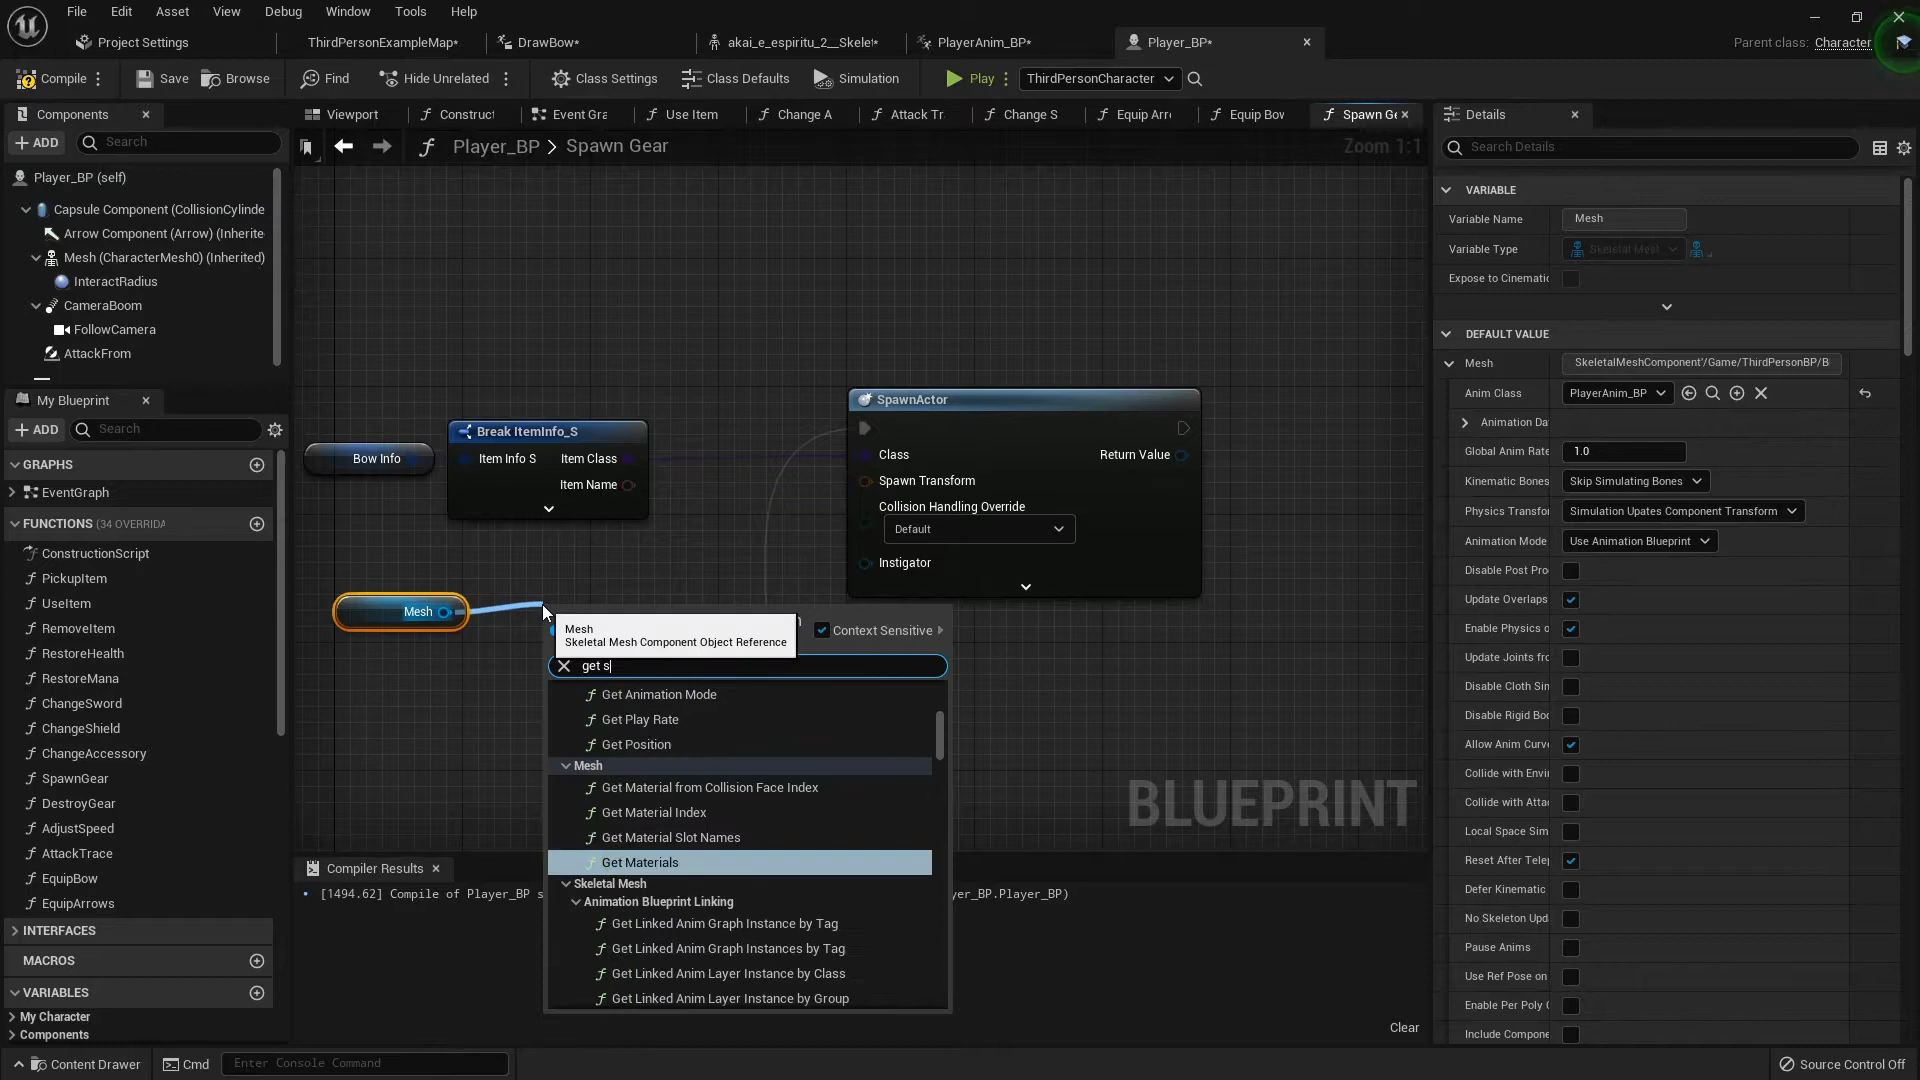 File Edit Asset View Debug Window Tools Help
Project Settings ThirdPersonExampleMap* DrawBow* akai_e_espiritu_2__Skelet* PlayerAnim_BP* Player_BP* Parent class: Character
Compile Save Browse Find Hide Unrelated Class Settings Class Defaults Simulation Play ThirdPersonCharacter
Components
ADD Search
Player_BP (self)
Capsule Component (CollisionCylinde
Arrow Component (Arrow) (Inherite
Mesh (CharacterMesh0) (Inherited)
InteractRadius
CameraBoom
FollowCamera
AttackFrom
My Blueprint
ADD Search
GRAPHS
EventGraph
FUNCTIONS (34 OVERRIDA
ConstructionScript
PickupItem
UseItem
RemoveItem
RestoreHealth
RestoreMana
ChangeSword
ChangeShield
ChangeAccessory
SpawnGear
DestroyGear
AdjustSpeed
AttackTrace
EquipBow
EquipArrows
INTERFACES
MACROS
VARIABLES
My Character
Components
Viewport Construct Event Gra Use Item Change A Attack Tr Change S Equip Arr Equip Bow Spawn Ge
Player_BP > Spawn Gear
Zoom 1:1
Bow Info
Break ItemInfo_S
Item Info S Item Class
Item Name
SpawnActor
Class Return Value
Spawn Transform
Collision Handling Override
Default
Instigator
Mesh
Mesh
Skeletal Mesh Component Object Reference
Context Sensitive
get s
Get Animation Mode
Get Play Rate
Get Position
Mesh
Get Material from Collision Face Index
Get Material Index
Get Material Slot Names
Get Materials
Skeletal Mesh
Animation Blueprint Linking
Get Linked Anim Graph Instance by Tag
Get Linked Anim Graph Instances by Tag
Get Linked Anim Layer Instance by Class
Get Linked Anim Layer Instance by Group
BLUEPRINT
Compiler Results
[1494.62] Compile of Player_BP s yer_BP.Player_BP)
Clear
Details
Search Details
VARIABLE
Variable Name Mesh
Variable Type Skeletal Mesh
Expose to Cinematic
DEFAULT VALUE
Mesh SkeletalMeshComponent'/Game/ThirdPersonBP/B
Anim Class PlayerAnim_BP
Animation Da
Global Anim Rate 1.0
Kinematic Bones Skip Simulating Bones
Physics Transfor Simulation Upates Component Transform
Animation Mode Use Animation Blueprint
Disable Post Pro
Update Overlaps
Enable Physics o
Update Joints fro
Disable Cloth Sin
Disable Rigid Boc
Allow Anim Curv
Collide with Envi
Collide with Attac
Local Space Sim
Reset After Telep
Defer Kinematic
No Skeleton Upd
Pause Anims
Use Ref Pose on
Enable Per Poly C
Include Compone
Content Drawer Cmd Enter Console Command Source Control Off